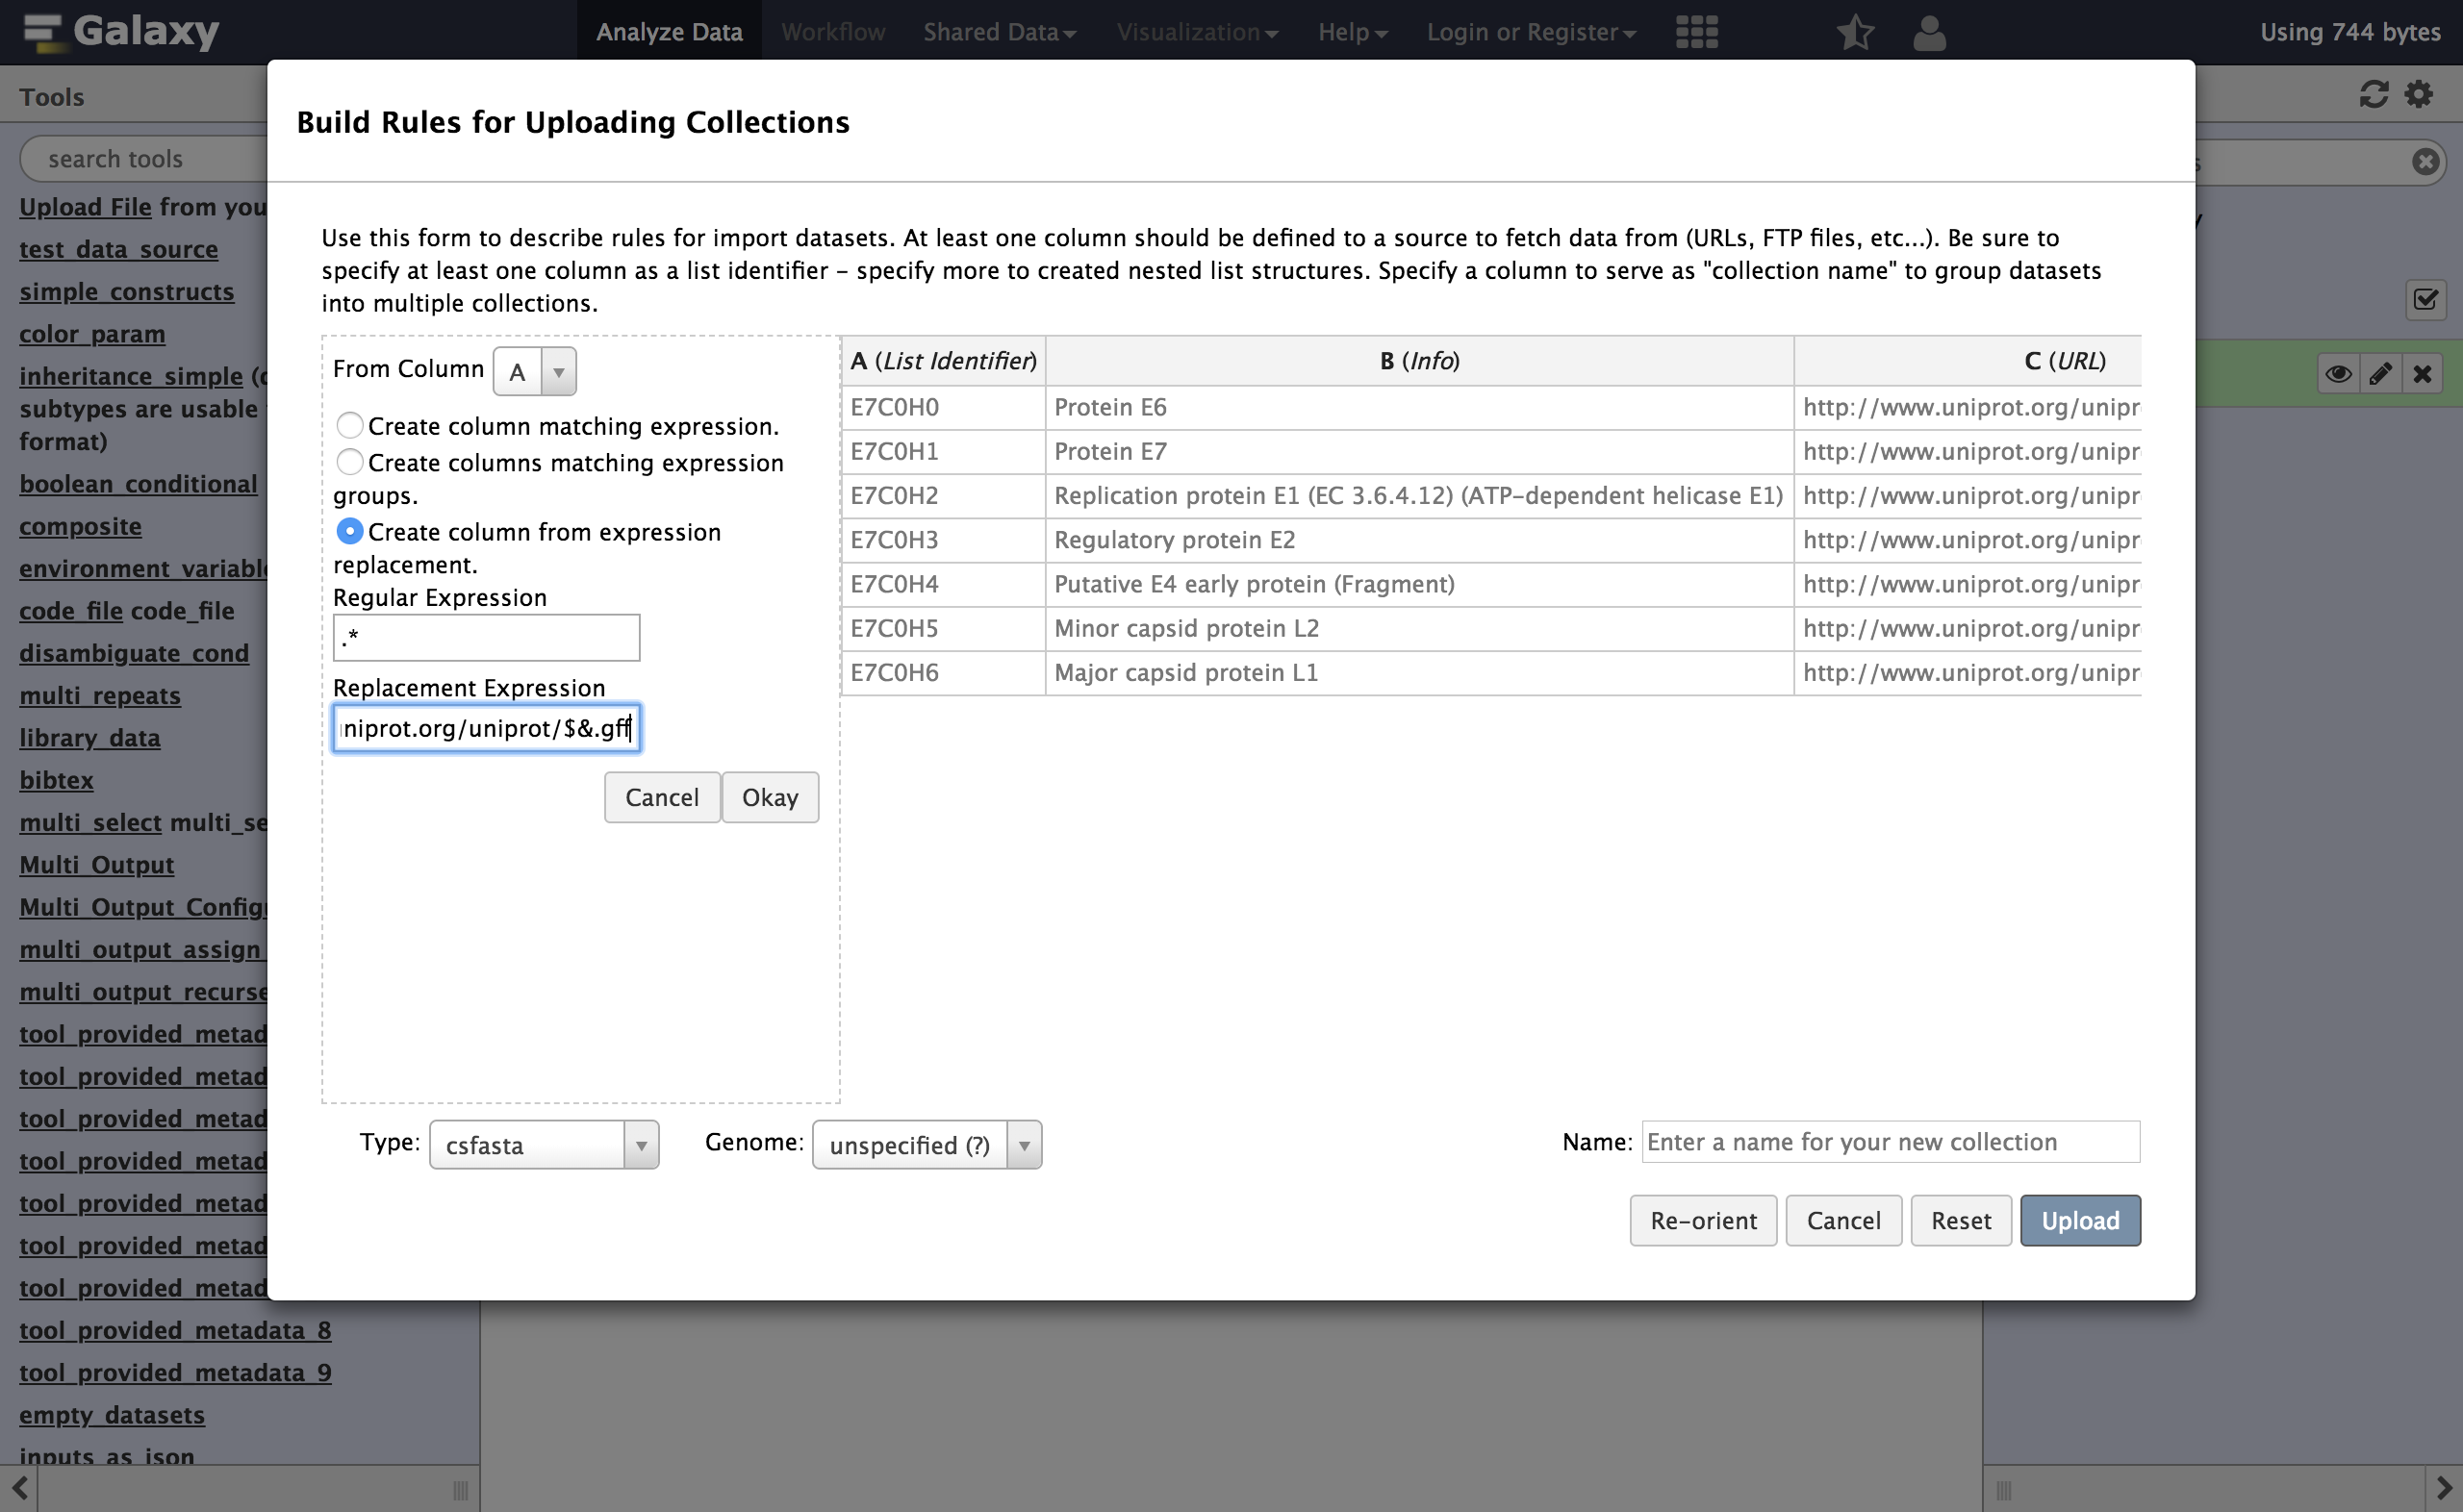 Galaxy
Analyze Data
Workflow
Shared Data
Visualization
Help
Login or Register
Using 744 bytes
Tools
search tools
Upload File from you
test_data_source
simple_constructs
color_param
inheritance_simple (
subtypes are usable
format)
boolean_conditional
composite
environment_variabl
code_file code_file
disambiguate_cond
multi_repeats
library_data
bibtex
multi_select multi_se
Multi_Output
Multi_Output_Config
multi_output_assign_
multi_output_recurse
tool_provided_metad
tool_provided_metad
tool_provided_metad
tool_provided_metad
tool_provided_metad
tool_provided_metad
tool_provided_metad
tool_provided_metadata_8
tool_provided_metadata_9
empty_datasets
inputs_as_json
Build Rules for Uploading Collections
Use this form to describe rules for import datasets. At least one column should be defined to a source to fetch data from (URLs, FTP files, etc...). Be sure to
specify at least one column as a list identifier - specify more to created nested list structures. Specify a column to serve as "collection name" to group datasets
into multiple collections.
From Column A
Create column matching expression.
Create columns matching expression
groups.
Create column from expression
replacement.
Regular Expression
.*
Replacement Expression
niprot.org/uniprot/$&.gff
Cancel Okay
A (List Identifier) B (Info) C (URL)
E7C0H0 Protein E6 http://www.uniprot.org/unipr
E7C0H1 Protein E7 http://www.uniprot.org/unipr
E7C0H2 Replication protein E1 (EC 3.6.4.12) (ATP-dependent helicase E1) http://www.uniprot.org/unipr
E7C0H3 Regulatory protein E2 http://www.uniprot.org/unipr
E7C0H4 Putative E4 early protein (Fragment) http://www.uniprot.org/unipr
E7C0H5 Minor capsid protein L2 http://www.uniprot.org/unipr
E7C0H6 Major capsid protein L1 http://www.uniprot.org/unipr
Type: csfasta Genome: unspecified (?) Name: Enter a name for your new collection
Re-orient Cancel Reset Upload